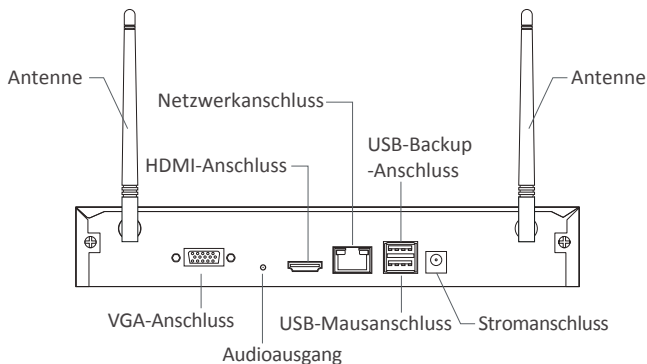 Antenne
Antenne
Netzwerkanschluss
USB-Backup
-Anschluss
HDMI-Anschluss
VGA-Anschluss
USB-Mausanschluss
Stromanschluss
Audioausgang